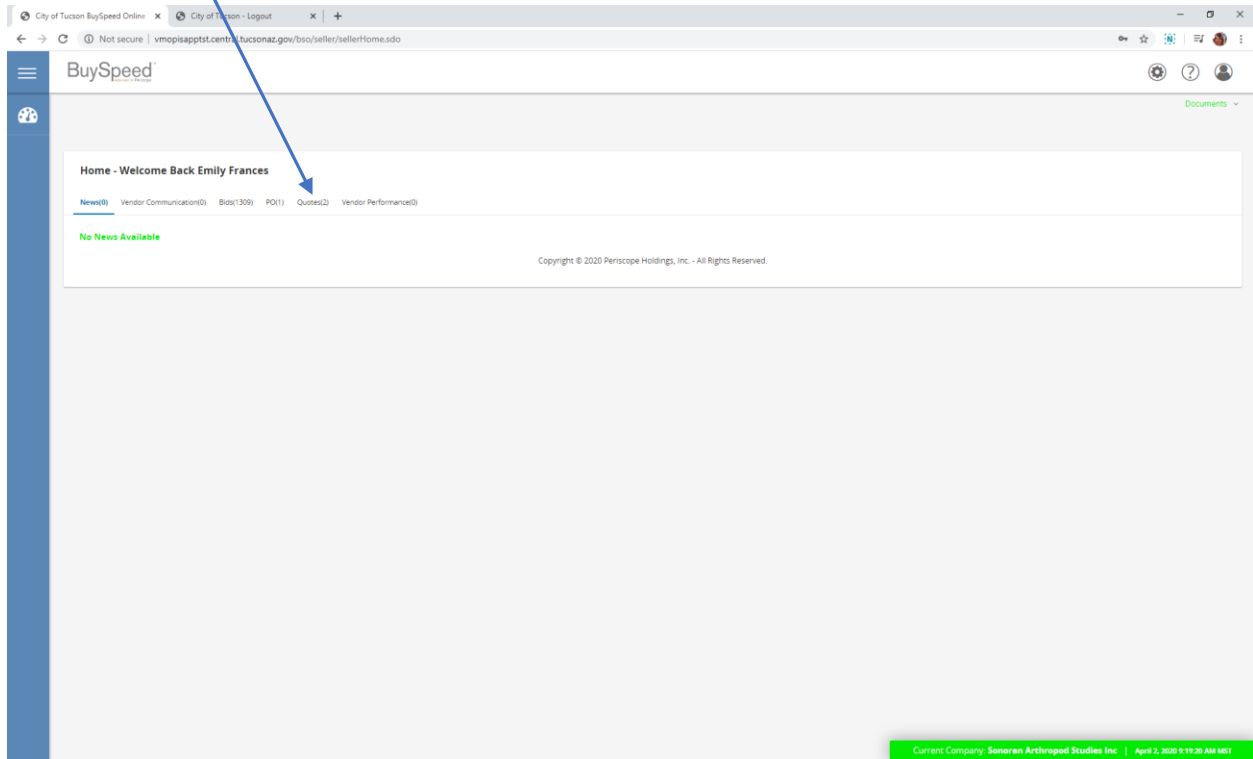 City of Tucson BuySpeed Online City of Tucson - Logout
Not secure | vmopisapptst.central.tucsonaz.gov/bso/seller/sellerHome.sdo
BuySpeed
Documents
Home - Welcome Back Emily Frances
News(0) Vendor Communication(0) Bids(1309) PO(1) Quotes(2) Vendor Performance(0)
No News Available
Copyright © 2020 Periscope Holdings, Inc. - All Rights Reserved.
Current Company: Sonoran Arthropod Studies Inc | April 2, 2020 9:19:20 AM MST